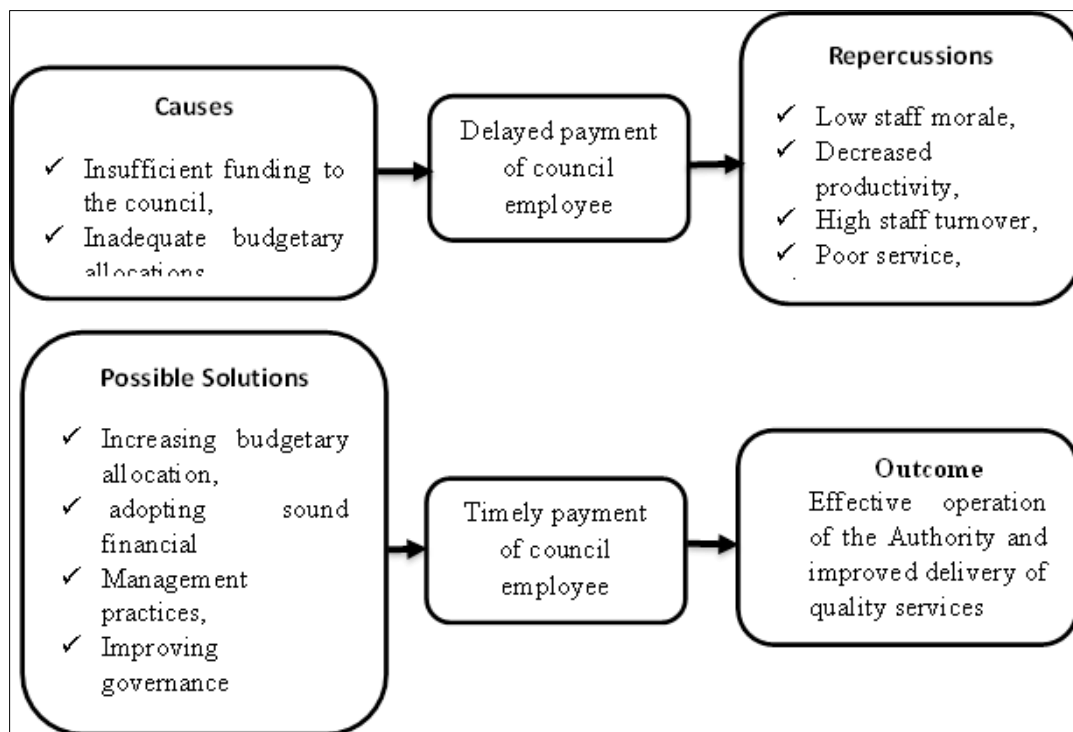 Causes
✓ Insufficient funding to
the council,
✓ Inadequate budgetary
allocations
Delayed payment
of council
employee
Repercussions
✓ Low staff morale,
✓ Decreased
productivity,
✓ High staff turnover,
✓ Poor service,
Possible Solutions
✓ Increasing budgetary
allocation,
✓ adopting sound
financial
✓ Management
practices,
✓ Improving
governance
Timely payment
of council
employee
Outcome
Effective operation
of the Authority and
improved delivery of
quality services